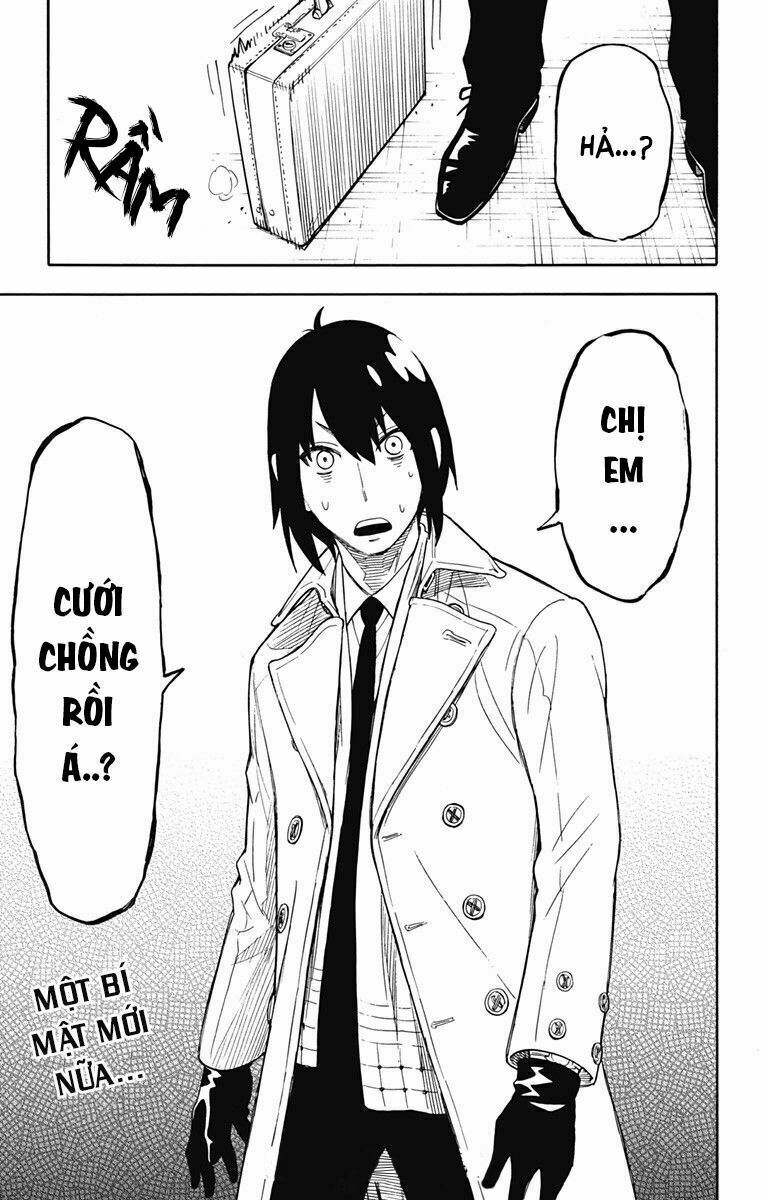 HẢ...?
RẦM
CHỊ
EM
...
CƯỚI
CHỒNG
RỒI
Á..?
MỘT BÍ
MẬT MỚI
NỮA...